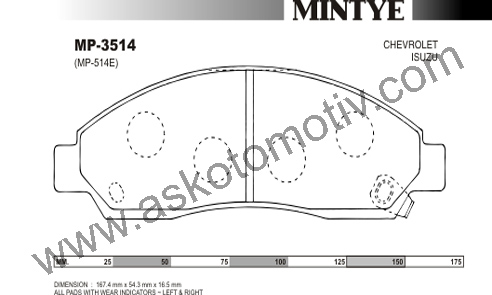 MINTYE
MP-3514
(MP-514E)
CHEVROLET
ISUZU
www.askotomotiv.com
MM. 25 50 75 100 125 150 175
DIMENSION : 167.4 mm x 54.3 mm x 16.5 mm
ALL PADS WITH WEAR INDICATORS ~ LEFT & RIGHT